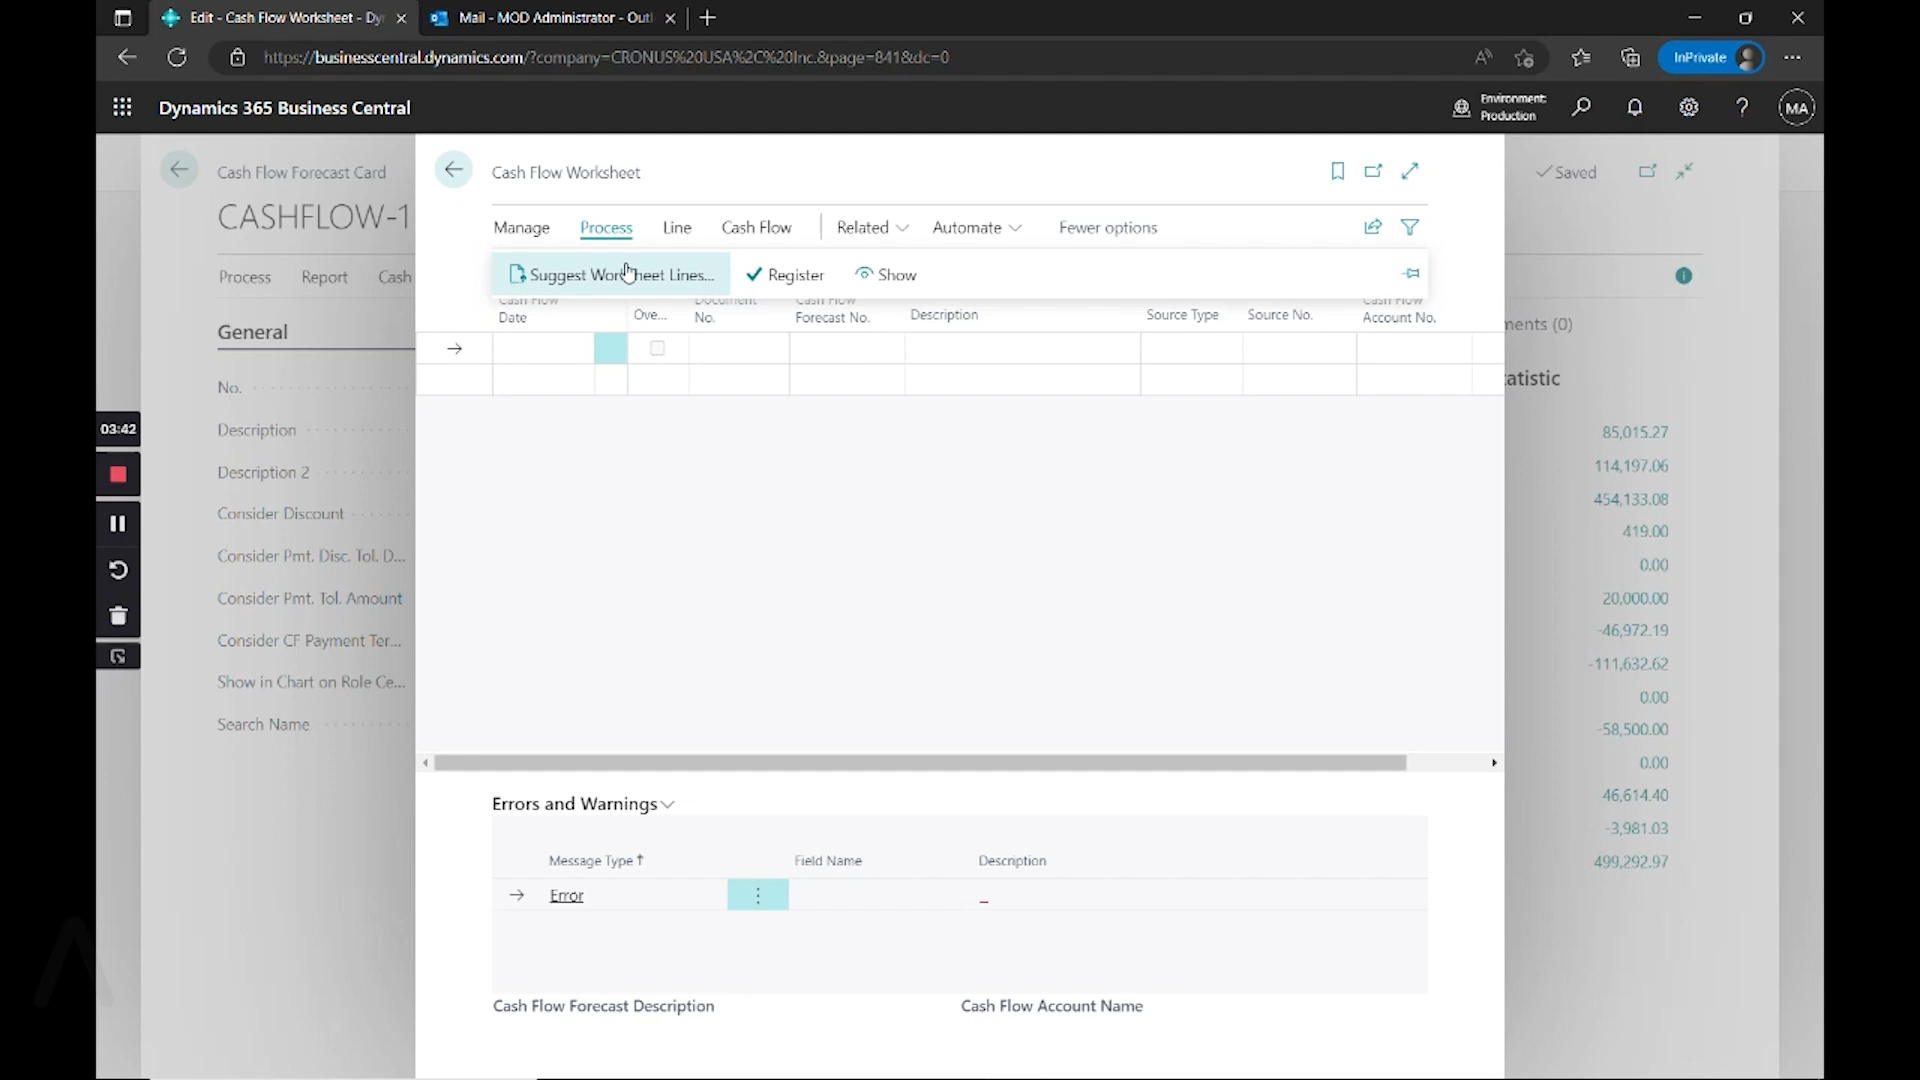 Edit - Cash Flow Worksheet - Dy
Mail - MOD Administrator - Outl
https://businesscentral.dynamics.com/?company=CRONUS%20USA%2C%20Inc.&page=841&dc=0
InPrivate
Dynamics 365 Business Central
Environment:
Production
MA
Cash Flow Forecast Card
Cash Flow Worksheet
Saved
CASHFLOW-1
Manage
Process
Line
Cash Flow
Related
Automate
Fewer options
Process
Report
Cash
Suggest Worksheet Lines...
Register
Show
Cash Flow
Date
Ove...
Document
No.
Cash Flow
Forecast No.
Description
Source Type
Source No.
Cash Flow
Account No.
General
ments (0)
atistic
No.
Description
Description 2
Consider Discount
Consider Pmt. Disc. Tol. D...
Consider Pmt. Tol. Amount
Consider CF Payment Ter...
Show in Chart on Role Ce...
Search Name
03:42
85,015.27
114,197.06
454,133.08
419.00
0.00
20,000.00
-46,972.19
-111,632.62
0.00
-58,500.00
0.00
46,614.40
-3,981.03
499,292.97
Errors and Warnings
Message Type
Field Name
Description
Error
Cash Flow Forecast Description
Cash Flow Account Name